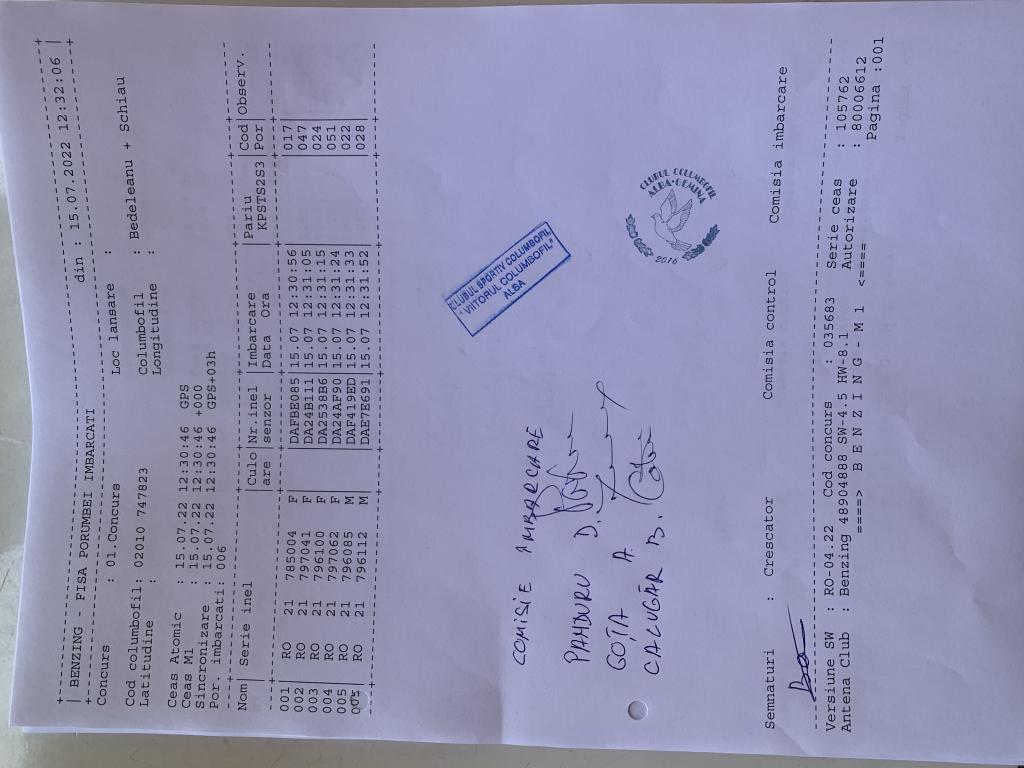 BENZING - FISA PORUMBEI IMBARCATI din : 15.07.2022 12:32:06
Concurs : 01.Concurs Loc lansare :
Cod columbofil: 02010 747823 Columbofil : Bedeleanu + Schiau
Latitudine : Longitudine :
Ceas Atomic : 15.07.22 12:30:46 GPS
Ceas M1 : 15.07.22 12:30:46 +000
Sincronizare : 15.07.22 12:30:46 GPS+03h
Por. imbarcati: 006
Nom| Serie inel |Culo|Nr.inel |Imbarcare |Pariu |Cod |Observ.
| |are |senzor |Data Ora | KPSTS2S3 |Por |
001 | RO 21 785004 F | |DAFBE085|15.07 12:30:56| |017 |
002 | RO 21 797041 F | |DA24B111|15.07 12:31:05| |047 |
003 | RO 21 796100 F | |DA2538B6|15.07 12:31:15| |024 |
004 | RO 21 797062 F | |DA24AF90|15.07 12:31:24| |051 |
005 | RO 21 796085 M | |DAF419BD|15.07 12:31:33| |022 |
006 | RO 21 796112 M | |DAE7E691|15.07 12:31:52| |028 |
CLUBUL SPORTIV COLUMBOFIL
"VIITORUL COLUMBOFIL"
ALBA
COMISIE IMBARCARE
PANDURU D.
GOȚA A.
CALUGĂR B.
CLUBUL COLUMBOFIL
ALBA-GEMINA
2016
Semnaturi : Crescator Comisia control Comisia imbarcare
Versiune SW : RO-04.22 Cod concurs : 035683 Serie ceas : 105762
Antena Club : Benzing 48904888 SW-4.5 HW-8.1 Autorizare : 80006612
====> B E N Z I N G - M 1 <==== Pagina :001